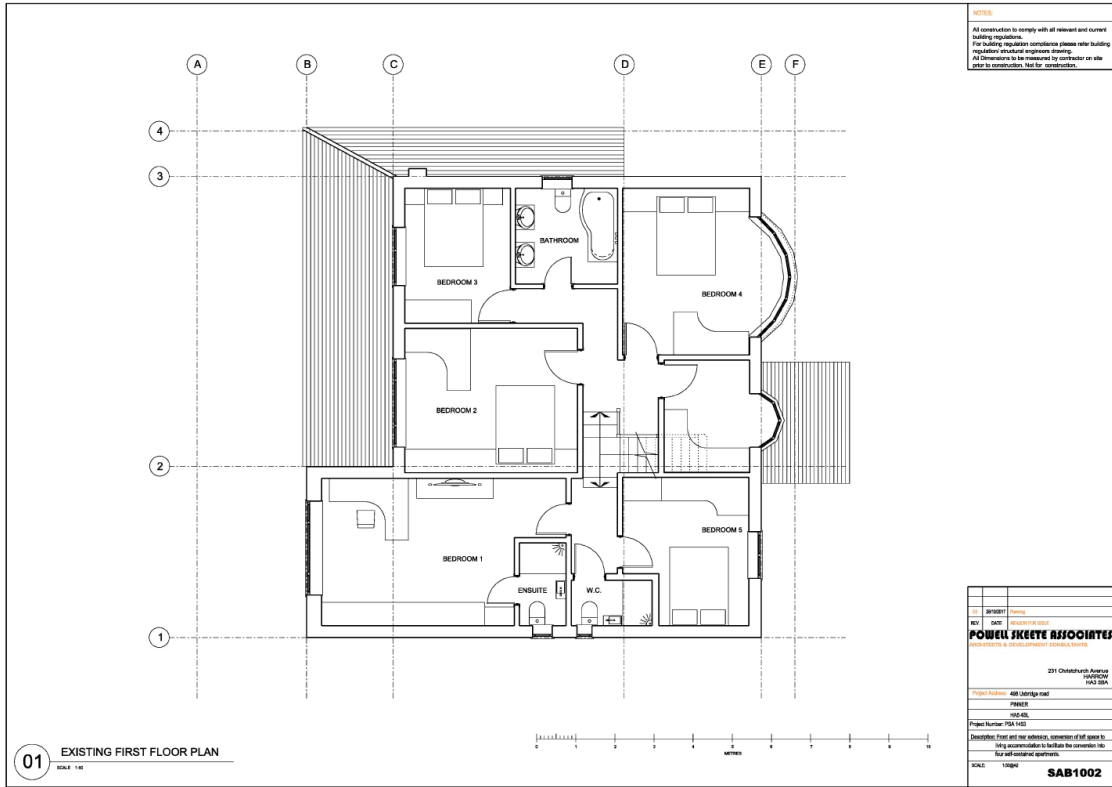 NOTES:
All construction to comply with all relevant and current
building regulations.
For building regulation compliance please refer building
regulation/ structural engineers drawing.
All Dimensions to be measured by contractor on site
prior to construction. Not for construction.
A B C D E F
4
3
2
1
BEDROOM 3
BATHROOM
BEDROOM 4
BEDROOM 2
BEDROOM 1
ENSUITE
W.C.
BEDROOM 5
01
EXISTING FIRST FLOOR PLAN
SCALE 1:50
0 1 2 3 4 5 6 7 8 9 10
METRES
Planning
REV. DATE REASON FOR ISSUE
POWELL SKEETE ASSOCIATES
ARCHITECTS & DEVELOPMENT CONSULTANTS
231 Christchurch Avenue
HARROW
HA3 5BA
Project Address: 498 Uxbridge road
PINNER
Project Number: PSA 1453
Description: Front and rear extension, conversion of loft space to
living accommodation to facilitate the conversion into
four self-contained apartments.
SCALE:
SAB1002